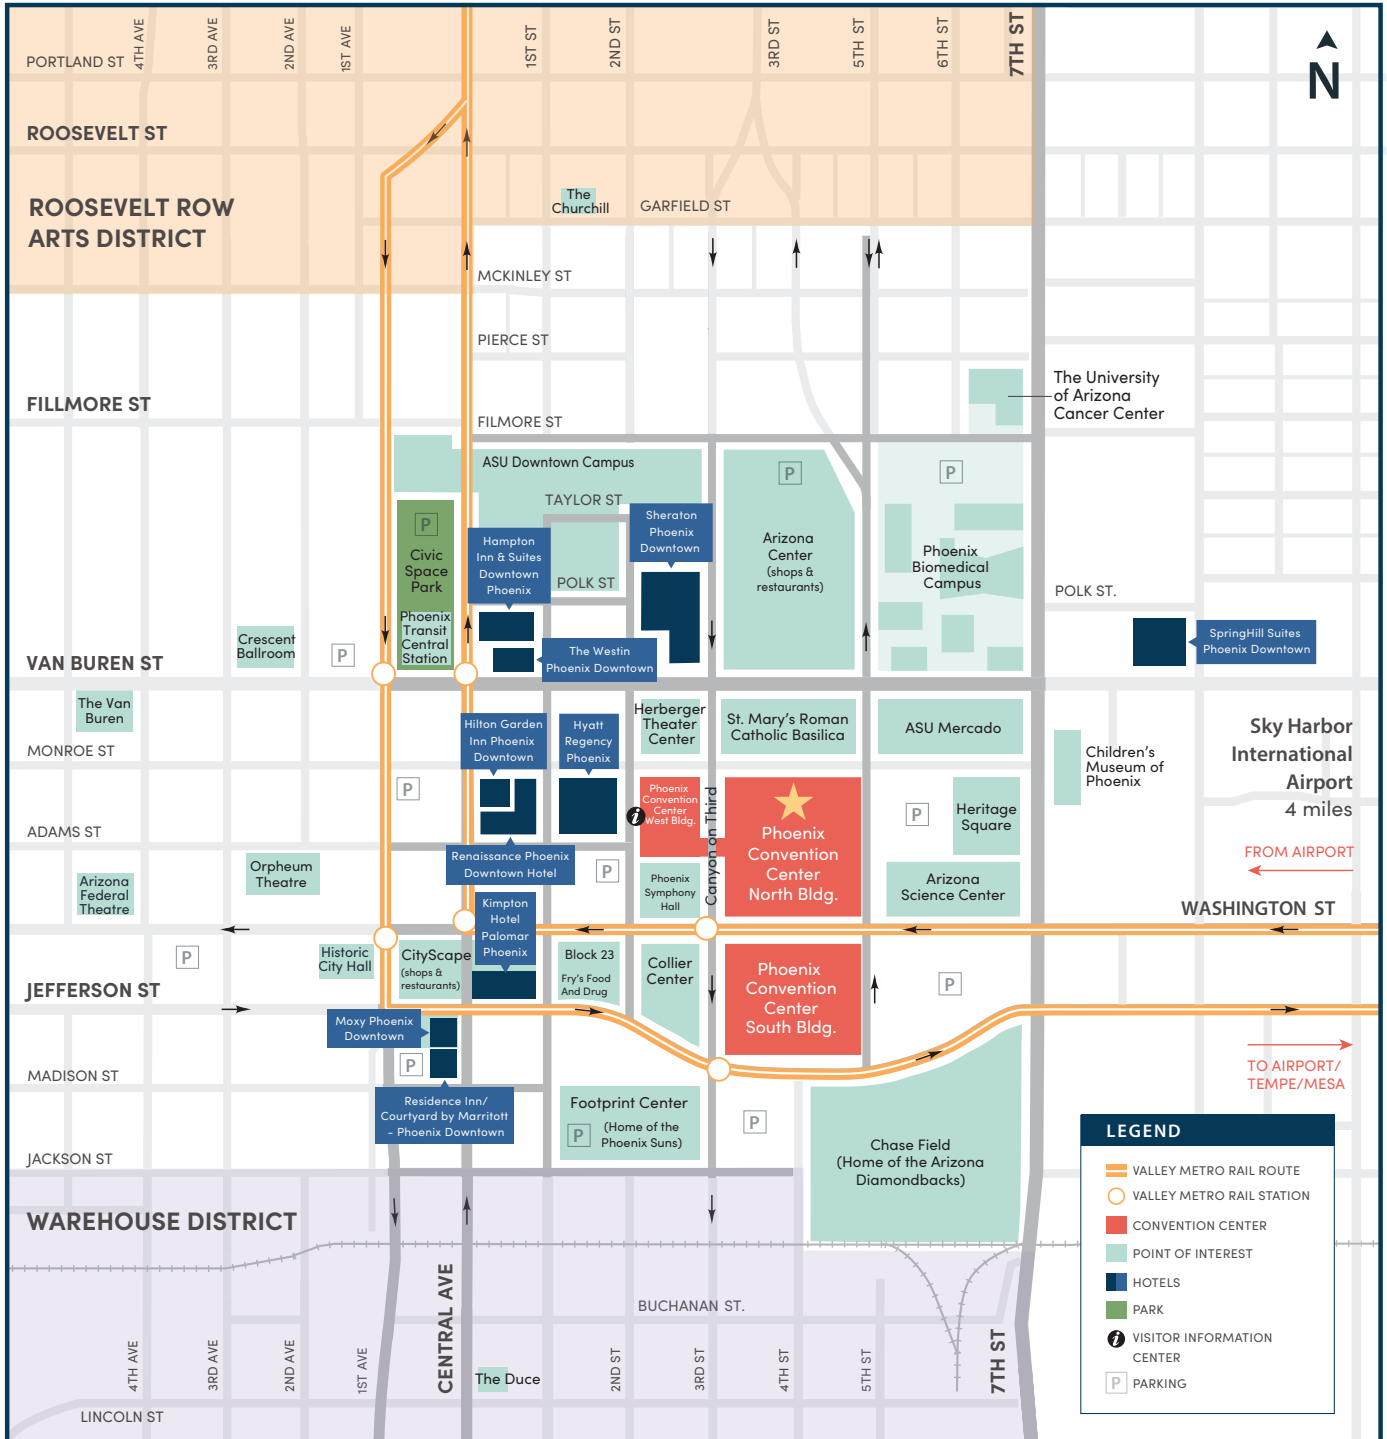 4TH AVE
3RD AVE
2ND AVE
1ST AVE
1ST ST
2ND ST
3RD ST
5TH ST
6TH ST
7TH ST
N
PORTLAND ST
ROOSEVELT ST
ROOSEVELT ROW
ARTS DISTRICT
The
Churchill
GARFIELD ST
MCKINLEY ST
PIERCE ST
The University
of Arizona
Cancer Center
FILLMORE ST
FILMORE ST
ASU Downtown Campus
TAYLOR ST
P
P
P
Civic
Space
Park
Hampton
Inn & Suites
Downtown
Phoenix
Sheraton
Phoenix
Downtown
Arizona
Center
(shops &
restaurants)
Phoenix
Biomedical
Campus
POLK ST
POLK ST.
Phoenix
Transit
Central
Station
Crescent
Ballroom
P
The Westin
Phoenix Downtown
SpringHill Suites
Phoenix Downtown
VAN BUREN ST
The Van
Buren
Hilton Garden
Inn Phoenix
Downtown
Hyatt
Regency
Phoenix
Herberger
Theater
Center
St. Mary's Roman
Catholic Basilica
ASU Mercado
Children's
Museum of
Phoenix
Sky Harbor
International
Airport
4 miles
MONROE ST
P
i
Phoenix
Convention
Center
West Bldg.
Canyon on Third
Phoenix
Convention
Center
North Bldg.
P
Heritage
Square
ADAMS ST
Renaissance Phoenix
Downtown Hotel
P
FROM AIRPORT
Arizona
Federal
Theatre
Orpheum
Theatre
Phoenix
Symphony
Hall
Arizona
Science Center
Kimpton
Hotel
Palomar
Phoenix
WASHINGTON ST
P
Historic
City Hall
CityScape
(shops &
restaurants)
Block 23
Fry's Food
And Drug
Collier
Center
Phoenix
Convention
Center
South Bldg.
P
JEFFERSON ST
Moxy Phoenix
Downtown
P
TO AIRPORT/
TEMPE/MESA
MADISON ST
Residence Inn/
Courtyard by Marritott
- Phoenix Downtown
Footprint Center
P
(Home of the
Phoenix Suns)
P
Chase Field
(Home of the Arizona
Diamondbacks)
JACKSON ST
WAREHOUSE DISTRICT
BUCHANAN ST.
4TH AVE
3RD AVE
2ND AVE
1ST AVE
CENTRAL AVE
The Duce
2ND ST
3RD ST
4TH ST
5TH ST
7TH ST
LINCOLN ST
LEGEND
VALLEY METRO RAIL ROUTE
VALLEY METRO RAIL STATION
CONVENTION CENTER
POINT OF INTEREST
HOTELS
PARK
i VISITOR INFORMATION
CENTER
P PARKING